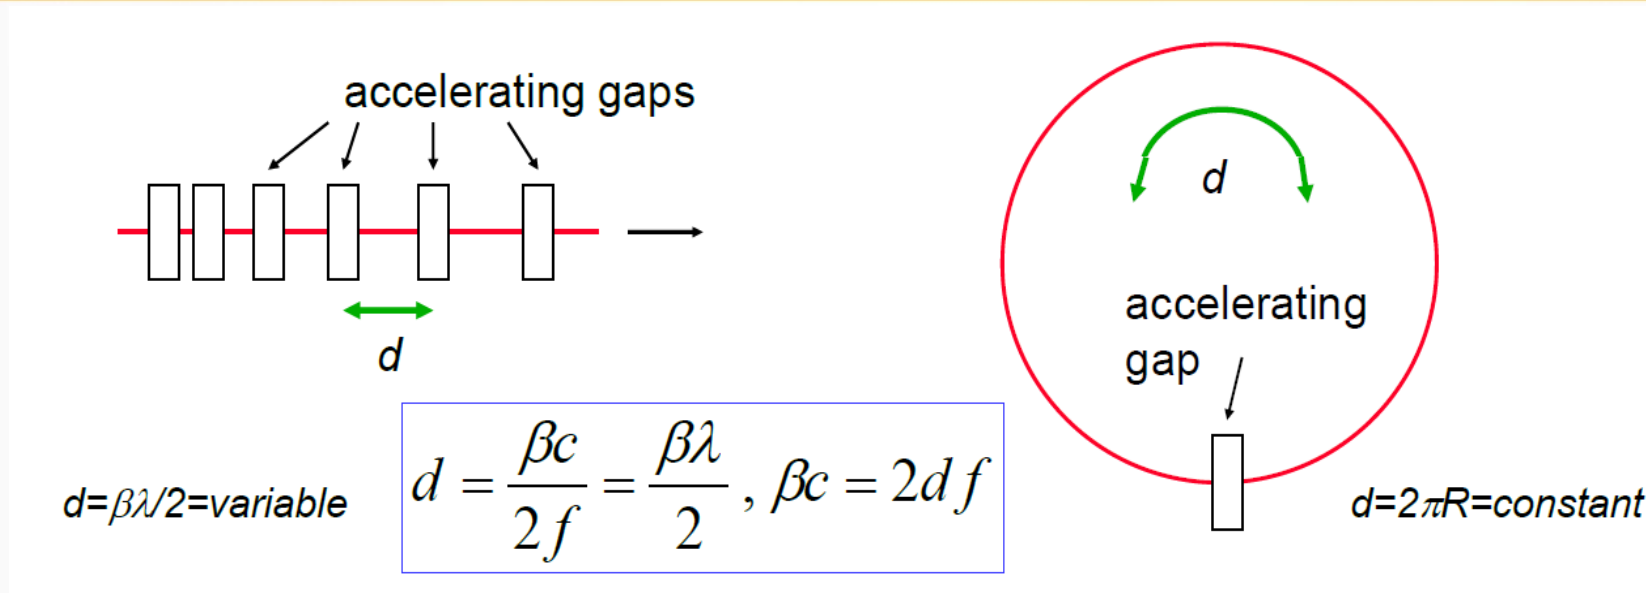 accelerating gaps
d
d
accelerating
gap
d=βλ/2=variable
d = βc/2f = βλ/2 , βc = 2d f
d=2πR=constant